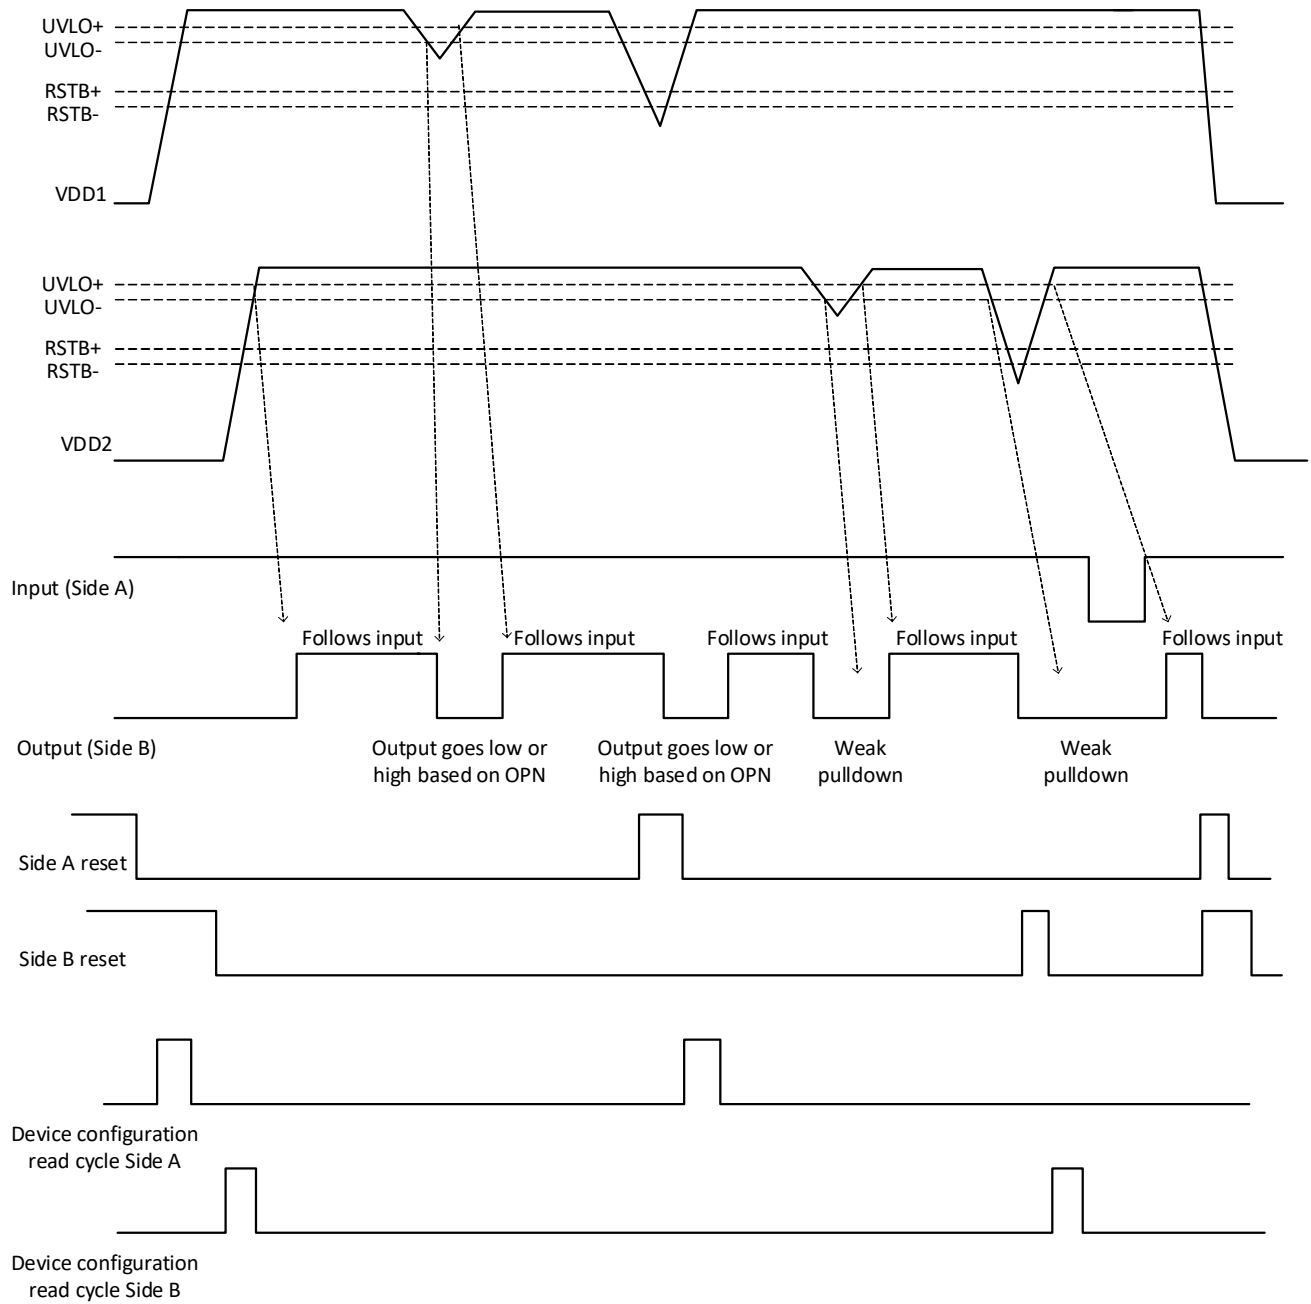 UVLO+
UVLO-
RSTB+
RSTB-
VDD1
UVLO+
UVLO-
RSTB+
RSTB-
VDD2
Input (Side A)
Follows input
Follows input
Follows input
Follows input
Follows input
Output (Side B)
Output goes low or
high based on OPN
Output goes low or
high based on OPN
Weak
pulldown
Weak
pulldown
Side A reset
Side B reset
Device configuration
read cycle Side A
Device configuration
read cycle Side B